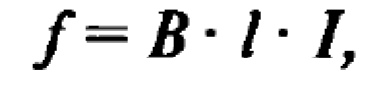 f = B · l · I,